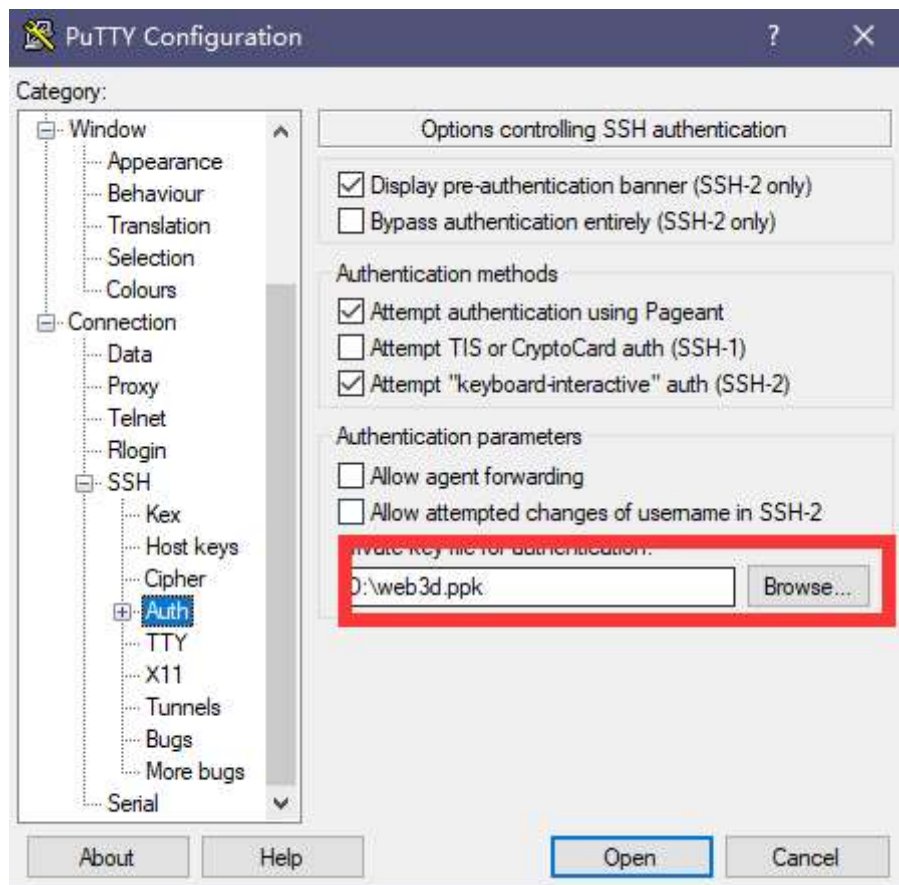 PuTTY Configuration
?
Category:
Window
Appearance
Behaviour
Translation
Selection
Colours
Connection
Data
Proxy
Telnet
Rlogin
SSH
Kex
Host keys
Cipher
Auth
TTY
X11
Tunnels
Bugs
More bugs
Serial
Options controlling SSH authentication
Display pre-authentication banner (SSH-2 only)
Bypass authentication entirely (SSH-2 only)
Authentication methods
Attempt authentication using Pageant
Attempt TIS or CryptoCard auth (SSH-1)
Attempt "keyboard-interactive" auth (SSH-2)
Authentication parameters
Allow agent forwarding
Allow attempted changes of username in SSH-2
key file for authentication:
:\web3d.ppk
Browse...
About
Help
Open
Cancel